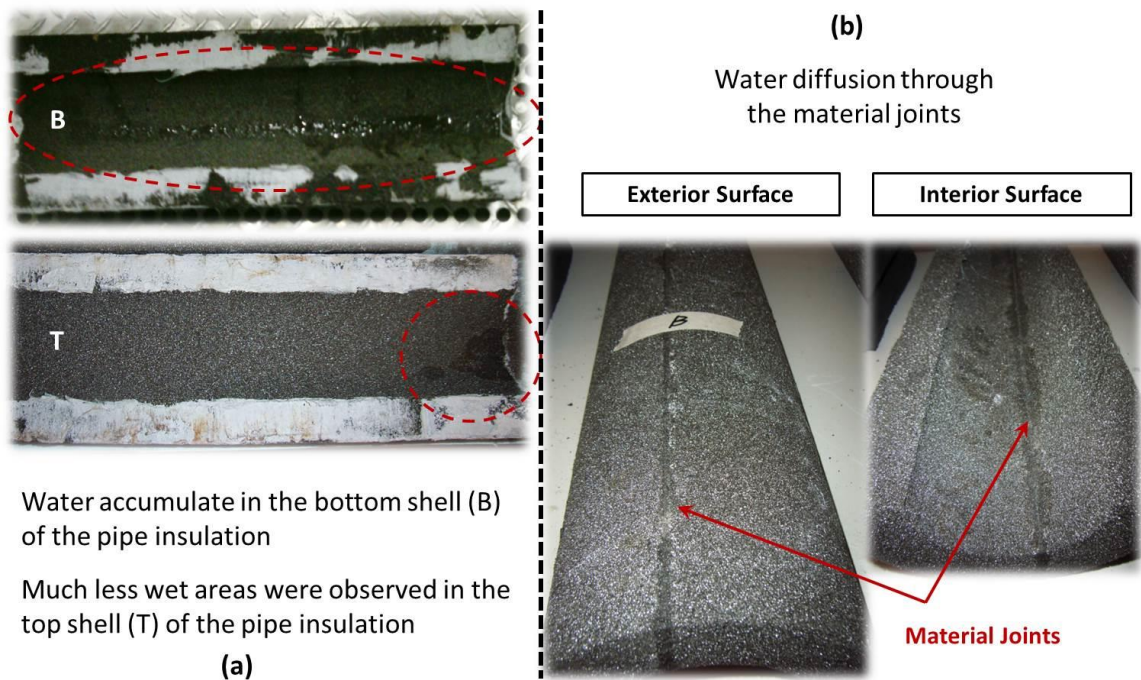 B
T
Water accumulate in the bottom shell (B)
of the pipe insulation
Much less wet areas were observed in the
top shell (T) of the pipe insulation
(a)
(b)
Water diffusion through
the material joints
Exterior Surface
Interior Surface
B
Material Joints